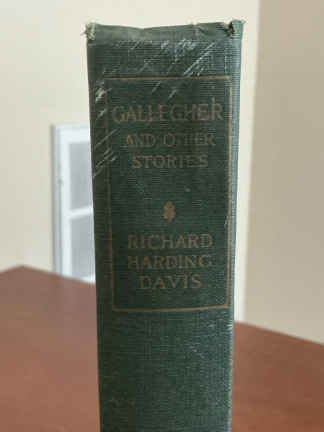 GALLEGHER
AND OTHER
STORIES
RICHARD
HARDING
DAVIS